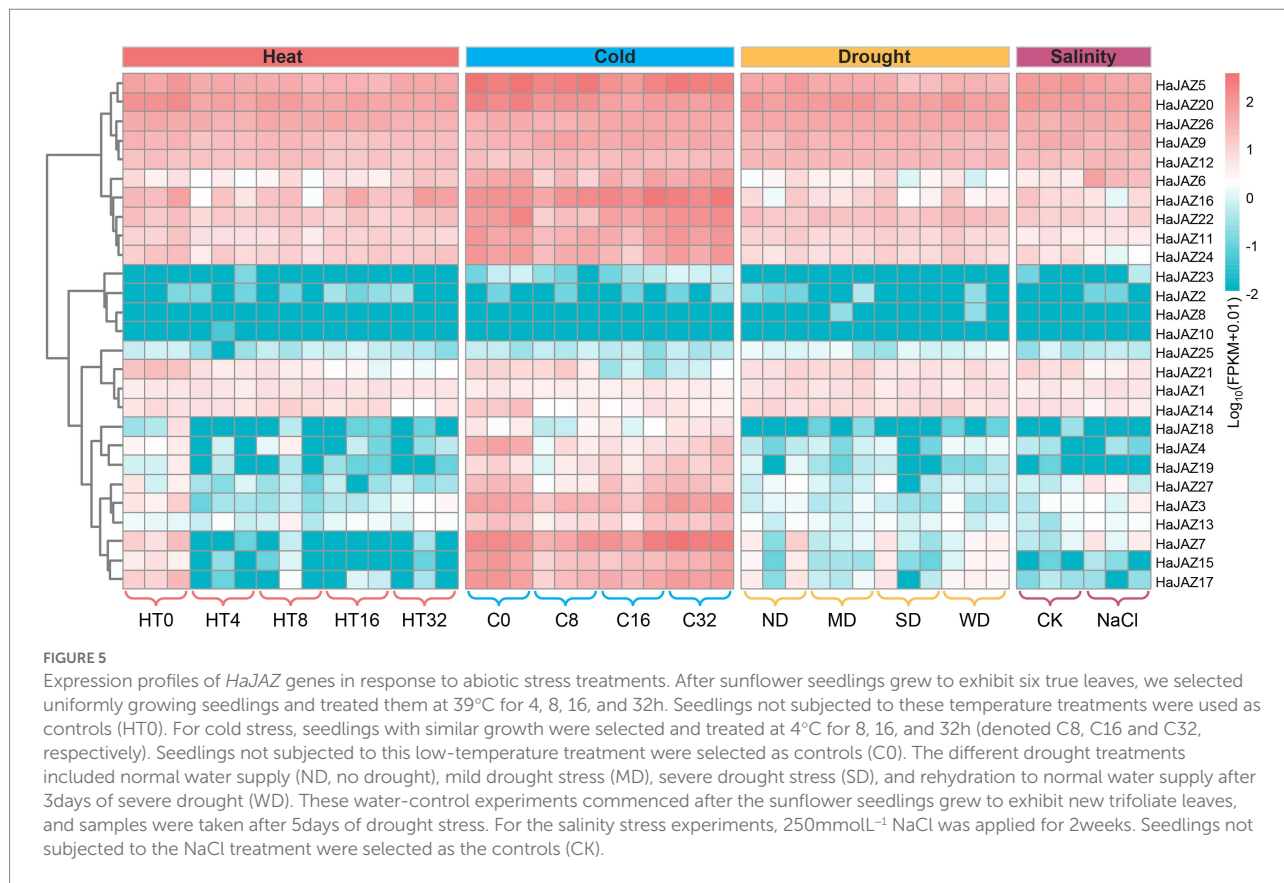 Heat Cold Drought Salinity
HaJAZ5
HaJAZ20
HaJAZ26
HaJAZ9
HaJAZ12
HaJAZ6
HaJAZ16
HaJAZ22
HaJAZ11
HaJAZ24
HaJAZ23
HaJAZ2
HaJAZ8
HaJAZ10
HaJAZ25
HaJAZ21
HaJAZ1
HaJAZ14
HaJAZ18
HaJAZ4
HaJAZ19
HaJAZ27
HaJAZ3
HaJAZ13
HaJAZ7
HaJAZ15
HaJAZ17
2
1
0
-1
-2
Log10(FPKM+0.01)
HT0 HT4 HT8 HT16 HT32 C0 C8 C16 C32 ND MD SD WD CK NaCl
FIGURE 5
Expression profiles of HaJAZ genes in response to abiotic stress treatments. After sunflower seedlings grew to exhibit six true leaves, we selected
uniformly growing seedlings and treated them at 39°C for 4, 8, 16, and 32h. Seedlings not subjected to these temperature treatments were used as
controls (HT0). For cold stress, seedlings with similar growth were selected and treated at 4°C for 8, 16, and 32h (denoted C8, C16 and C32,
respectively). Seedlings not subjected to this low-temperature treatment were selected as controls (C0). The different drought treatments
included normal water supply (ND, no drought), mild drought stress (MD), severe drought stress (SD), and rehydration to normal water supply after
3days of severe drought (WD). These water-control experiments commenced after the sunflower seedlings grew to exhibit new trifoliate leaves,
and samples were taken after 5days of drought stress. For the salinity stress experiments, 250mmolL⁻¹ NaCl was applied for 2weeks. Seedlings not
subjected to the NaCl treatment were selected as the controls (CK).